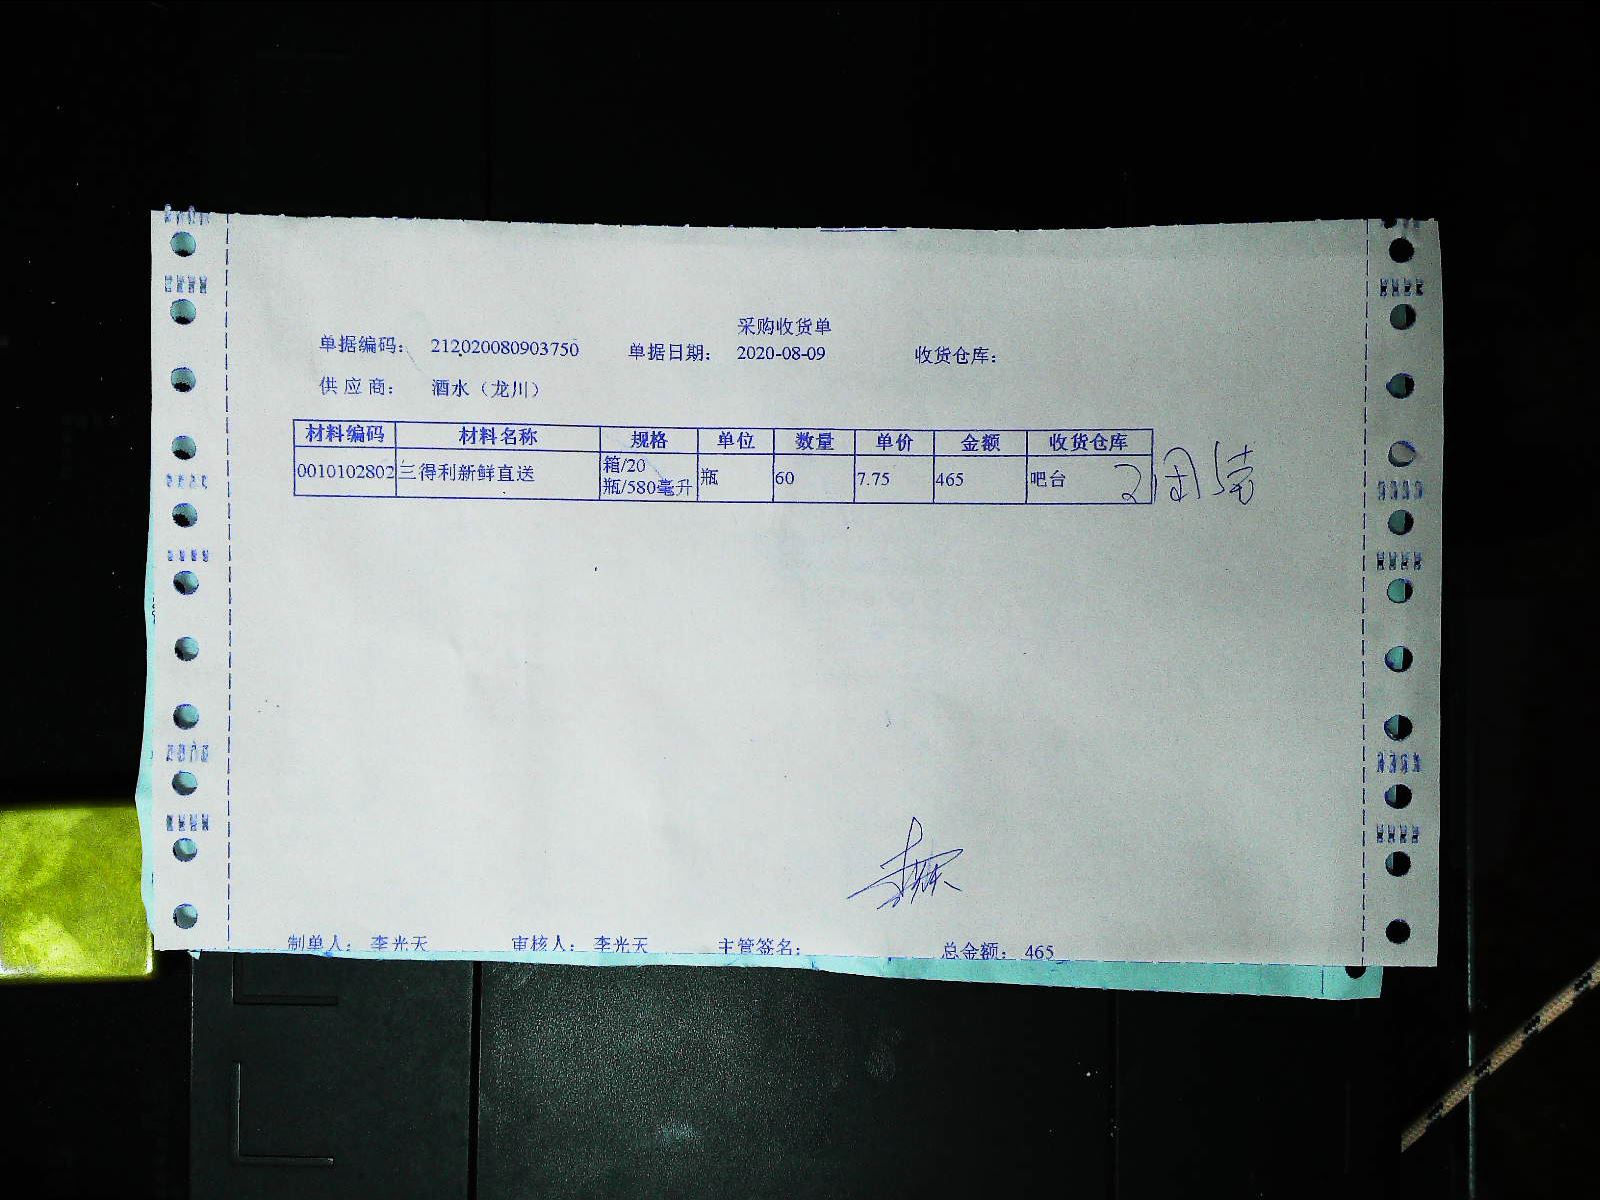 采购收货单
单据编码： 212020080903750 单据日期： 2020-08-09 收货仓库：
供 应 商： 酒水（龙川）
材料编码 材料名称 规格 单位 数量 单价 金额 收货仓库
0010102802 三得利新鲜直送 箱/20瓶/580毫升 瓶 60 7.75 465 吧台
制单人： 李光天 审核人： 李光天 主管签名： 总金额： 465